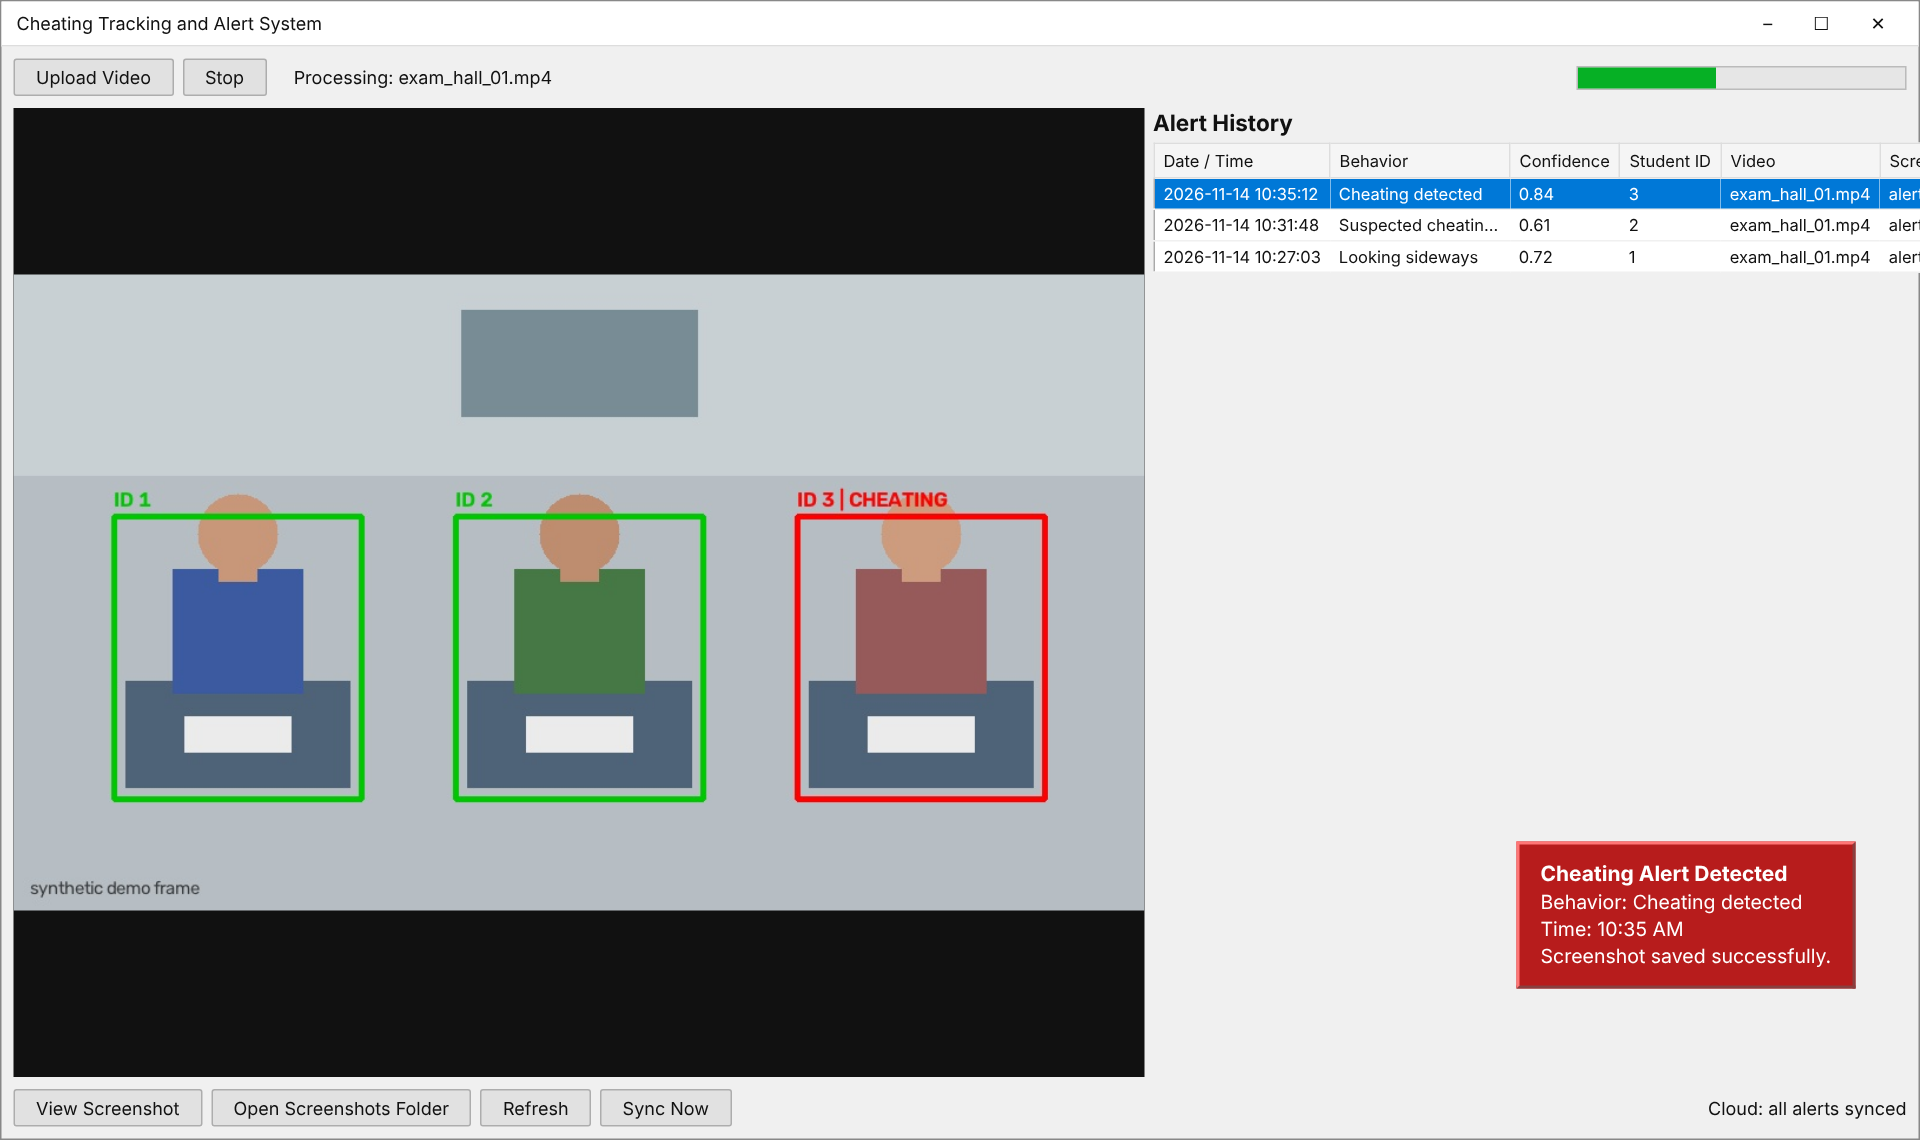 Cheating Tracking and Alert System
Upload Video Stop Processing: exam_hall_01.mp4
Alert History
Date / Time Behavior Confidence Student ID Video Scre
2026-11-14 10:35:12 Cheating detected 0.84 3 exam_hall_01.mp4 alert
2026-11-14 10:31:48 Suspected cheatin... 0.61 2 exam_hall_01.mp4 alert
2026-11-14 10:27:03 Looking sideways 0.72 1 exam_hall_01.mp4 alert
ID 1 ID 2 ID 3 | CHEATING
synthetic demo frame
Cheating Alert Detected
Behavior: Cheating detected
Time: 10:35 AM
Screenshot saved successfully.
View Screenshot Open Screenshots Folder Refresh Sync Now Cloud: all alerts synced